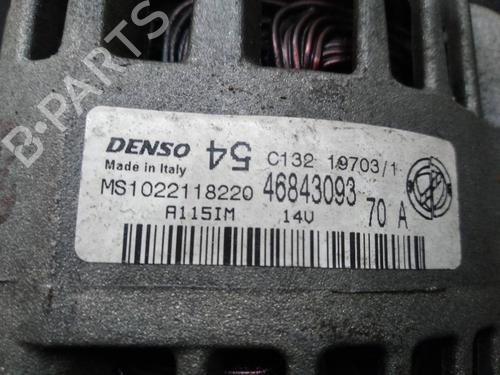 B-PARTS
DENSO 54 C132 19703/1
Made in Italy
MS1022118220 46843093
A115IM 14V 70 A